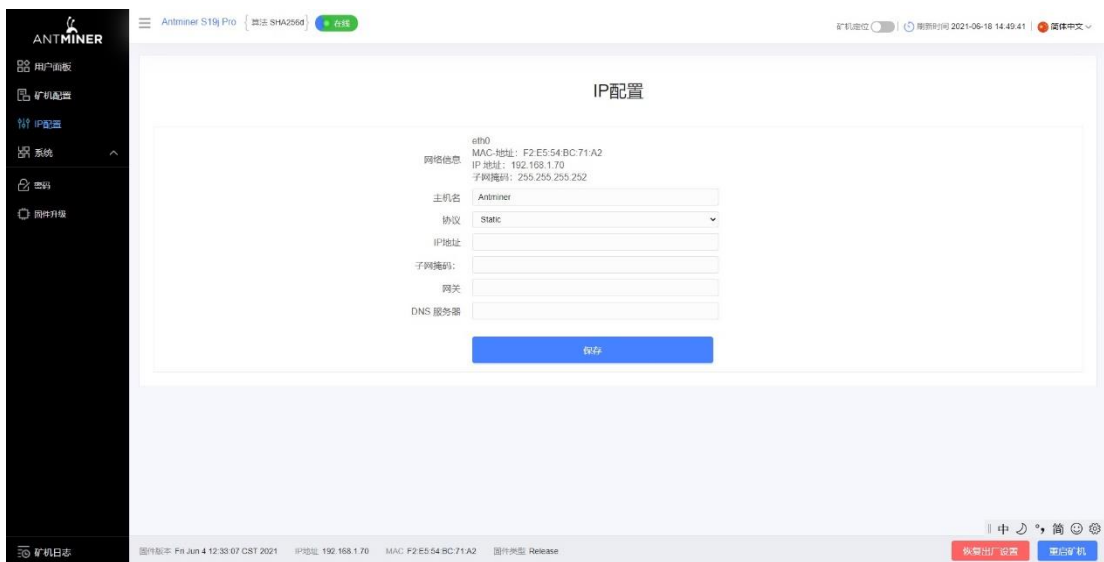 ANTMINER
Antminer S19j Pro { 算法 SHA256d } 在线
矿机定位 刷新时间 2021-06-18 14:49:41 简体中文
用户面板
矿机配置
IP配置
系统
密码
固件升级
矿机日志
IP配置
网络信息
eth0
MAC-地址: F2:E5:54:BC:71:A2
IP 地址: 192.168.1.70
子网掩码: 255.255.255.252
主机名 Antminer
协议 Static
IP地址
子网掩码:
网关
DNS 服务器
保存
中 简
固件版本 Fri Jun 4 12:33:07 CST 2021 IP地址 192.168.1.70 MAC F2:E5:54:BC:71:A2 固件类型 Release
恢复出厂设置 重启矿机